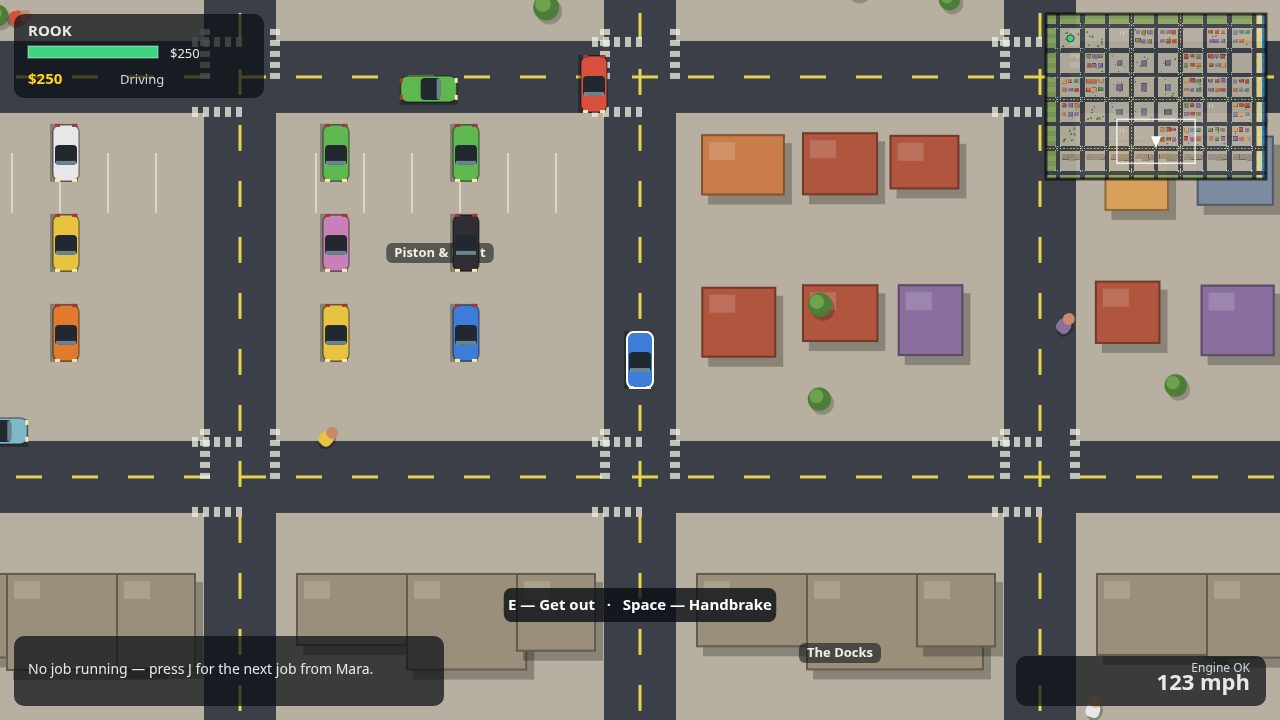 ROOK
$250
$250 Driving
Piston & t
E — Get out · Space — Handbrake
The Docks
No job running — press J for the next job from Mara.
Engine OK
123 mph